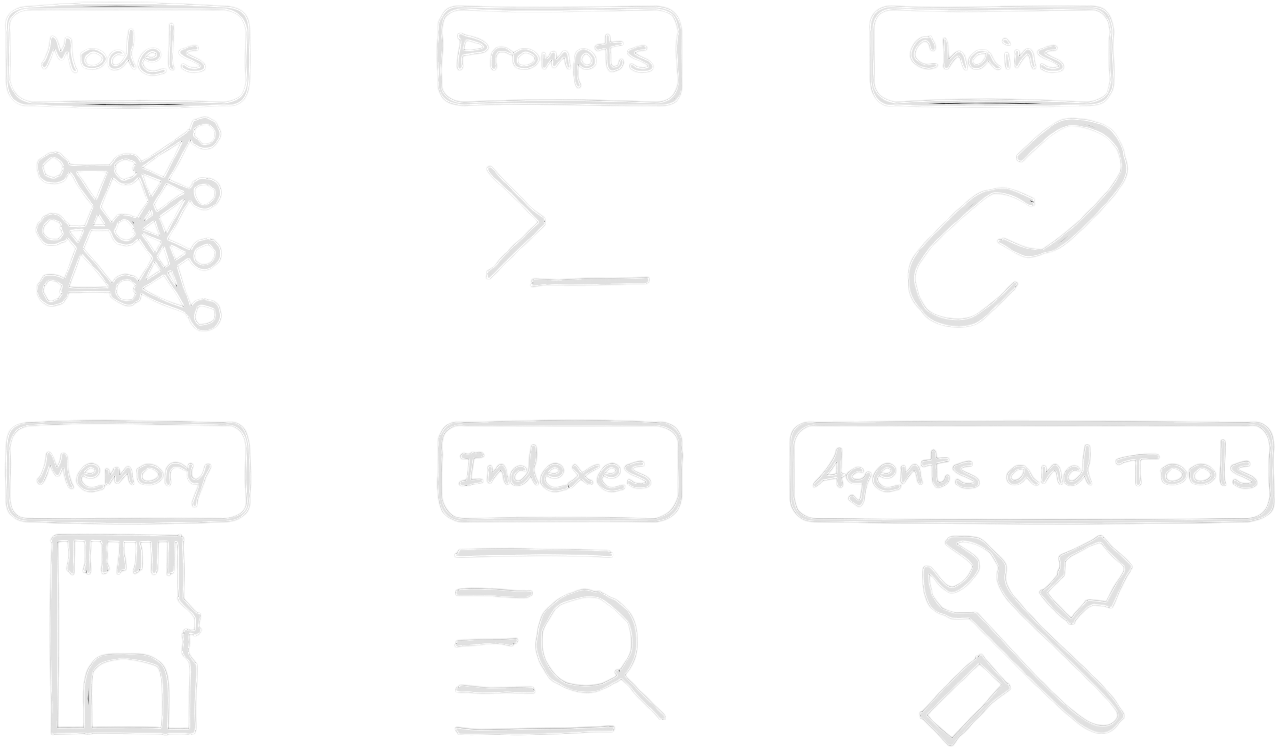 Models
Prompts
Chains
Memory
Indexes
Agents and Tools